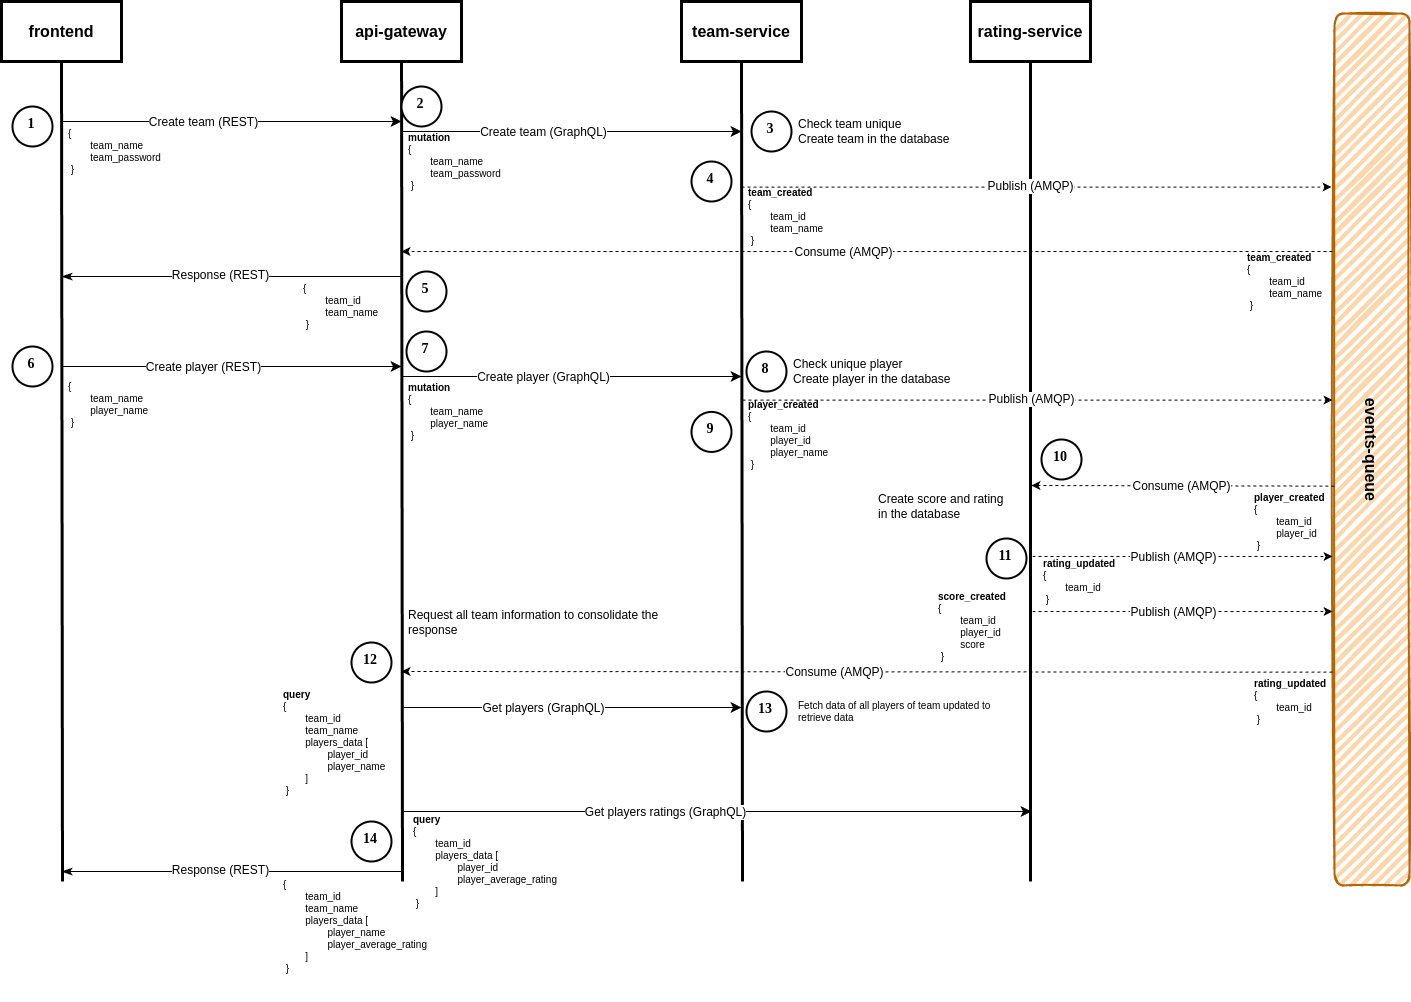 frontend
api-gateway
team-service
rating-service
events-queue
1
Create team (REST)
{
team_name
team_password
}
2
Create team (GraphQL)
mutation
{
team_name
team_password
}
3
Check team unique
Create team in the database
4
Publish (AMQP)
team_created
{
team_id
team_name
}
Consume (AMQP)
team_created
{
team_id
team_name
}
Response (REST)
5
{
team_id
team_name
}
6
Create player (REST)
{
team_name
player_name
}
7
Create player (GraphQL)
mutation
{
team_name
player_name
}
8
Check unique player
Create player in the database
Publish (AMQP)
9
player_created
{
team_id
player_id
player_name
}
10
Consume (AMQP)
player_created
{
team_id
player_id
}
Create score and rating
in the database
11
Publish (AMQP)
rating_updated
{
team_id
}
score_created
{
team_id
player_id
score
}
Publish (AMQP)
Request all team information to consolidate the
response
12
Consume (AMQP)
rating_updated
{
team_id
}
query
{
team_id
team_name
players_data [
player_id
player_name
]
}
Get players (GraphQL)
13
Fetch data of all players of team updated to
retrieve data
Get players ratings (GraphQL)
query
{
team_id
players_data [
player_id
player_average_rating
]
}
14
Response (REST)
{
team_id
team_name
players_data [
player_name
player_average_rating
]
}